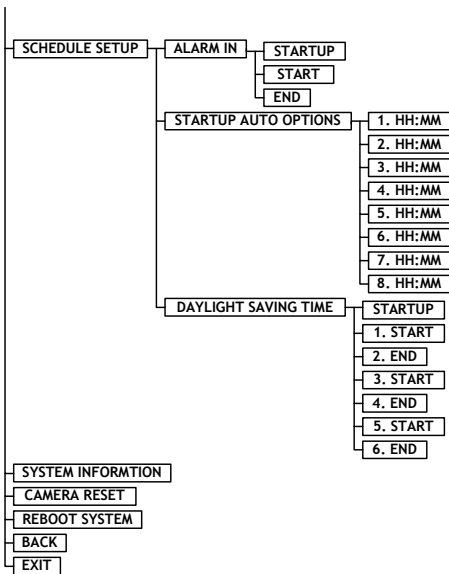 SCHEDULE SETUP
ALARM IN
STARTUP
START
END
STARTUP AUTO OPTIONS
1. HH:MM
2. HH:MM
3. HH:MM
4. HH:MM
5. HH:MM
6. HH:MM
7. HH:MM
8. HH:MM
DAYLIGHT SAVING TIME
STARTUP
1. START
2. END
3. START
4. END
5. START
6. END
SYSTEM INFORMTION
CAMERA RESET
REBOOT SYSTEM
BACK
EXIT